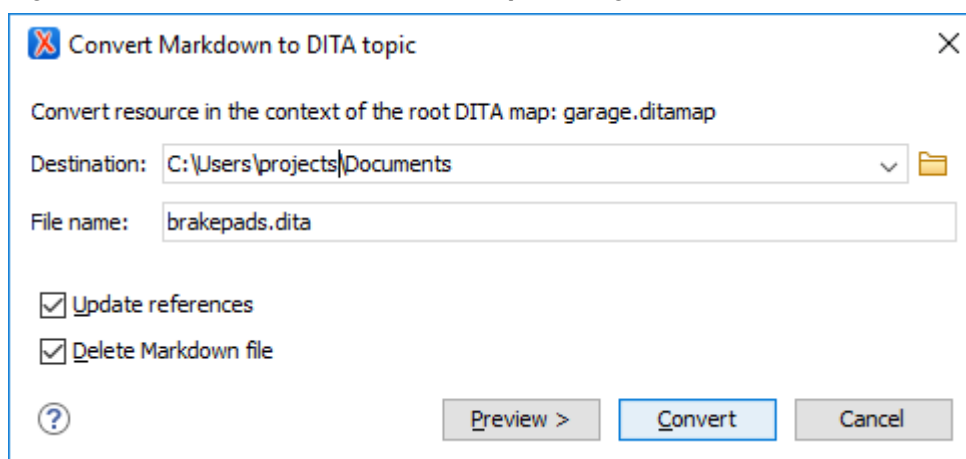 Convert Markdown to DITA topic
Convert resource in the context of the root DITA map: garage.ditamap
Destination: C:\Users\projects\Documents
File name: brakepads.dita
Update references
Delete Markdown file
Preview > Convert Cancel